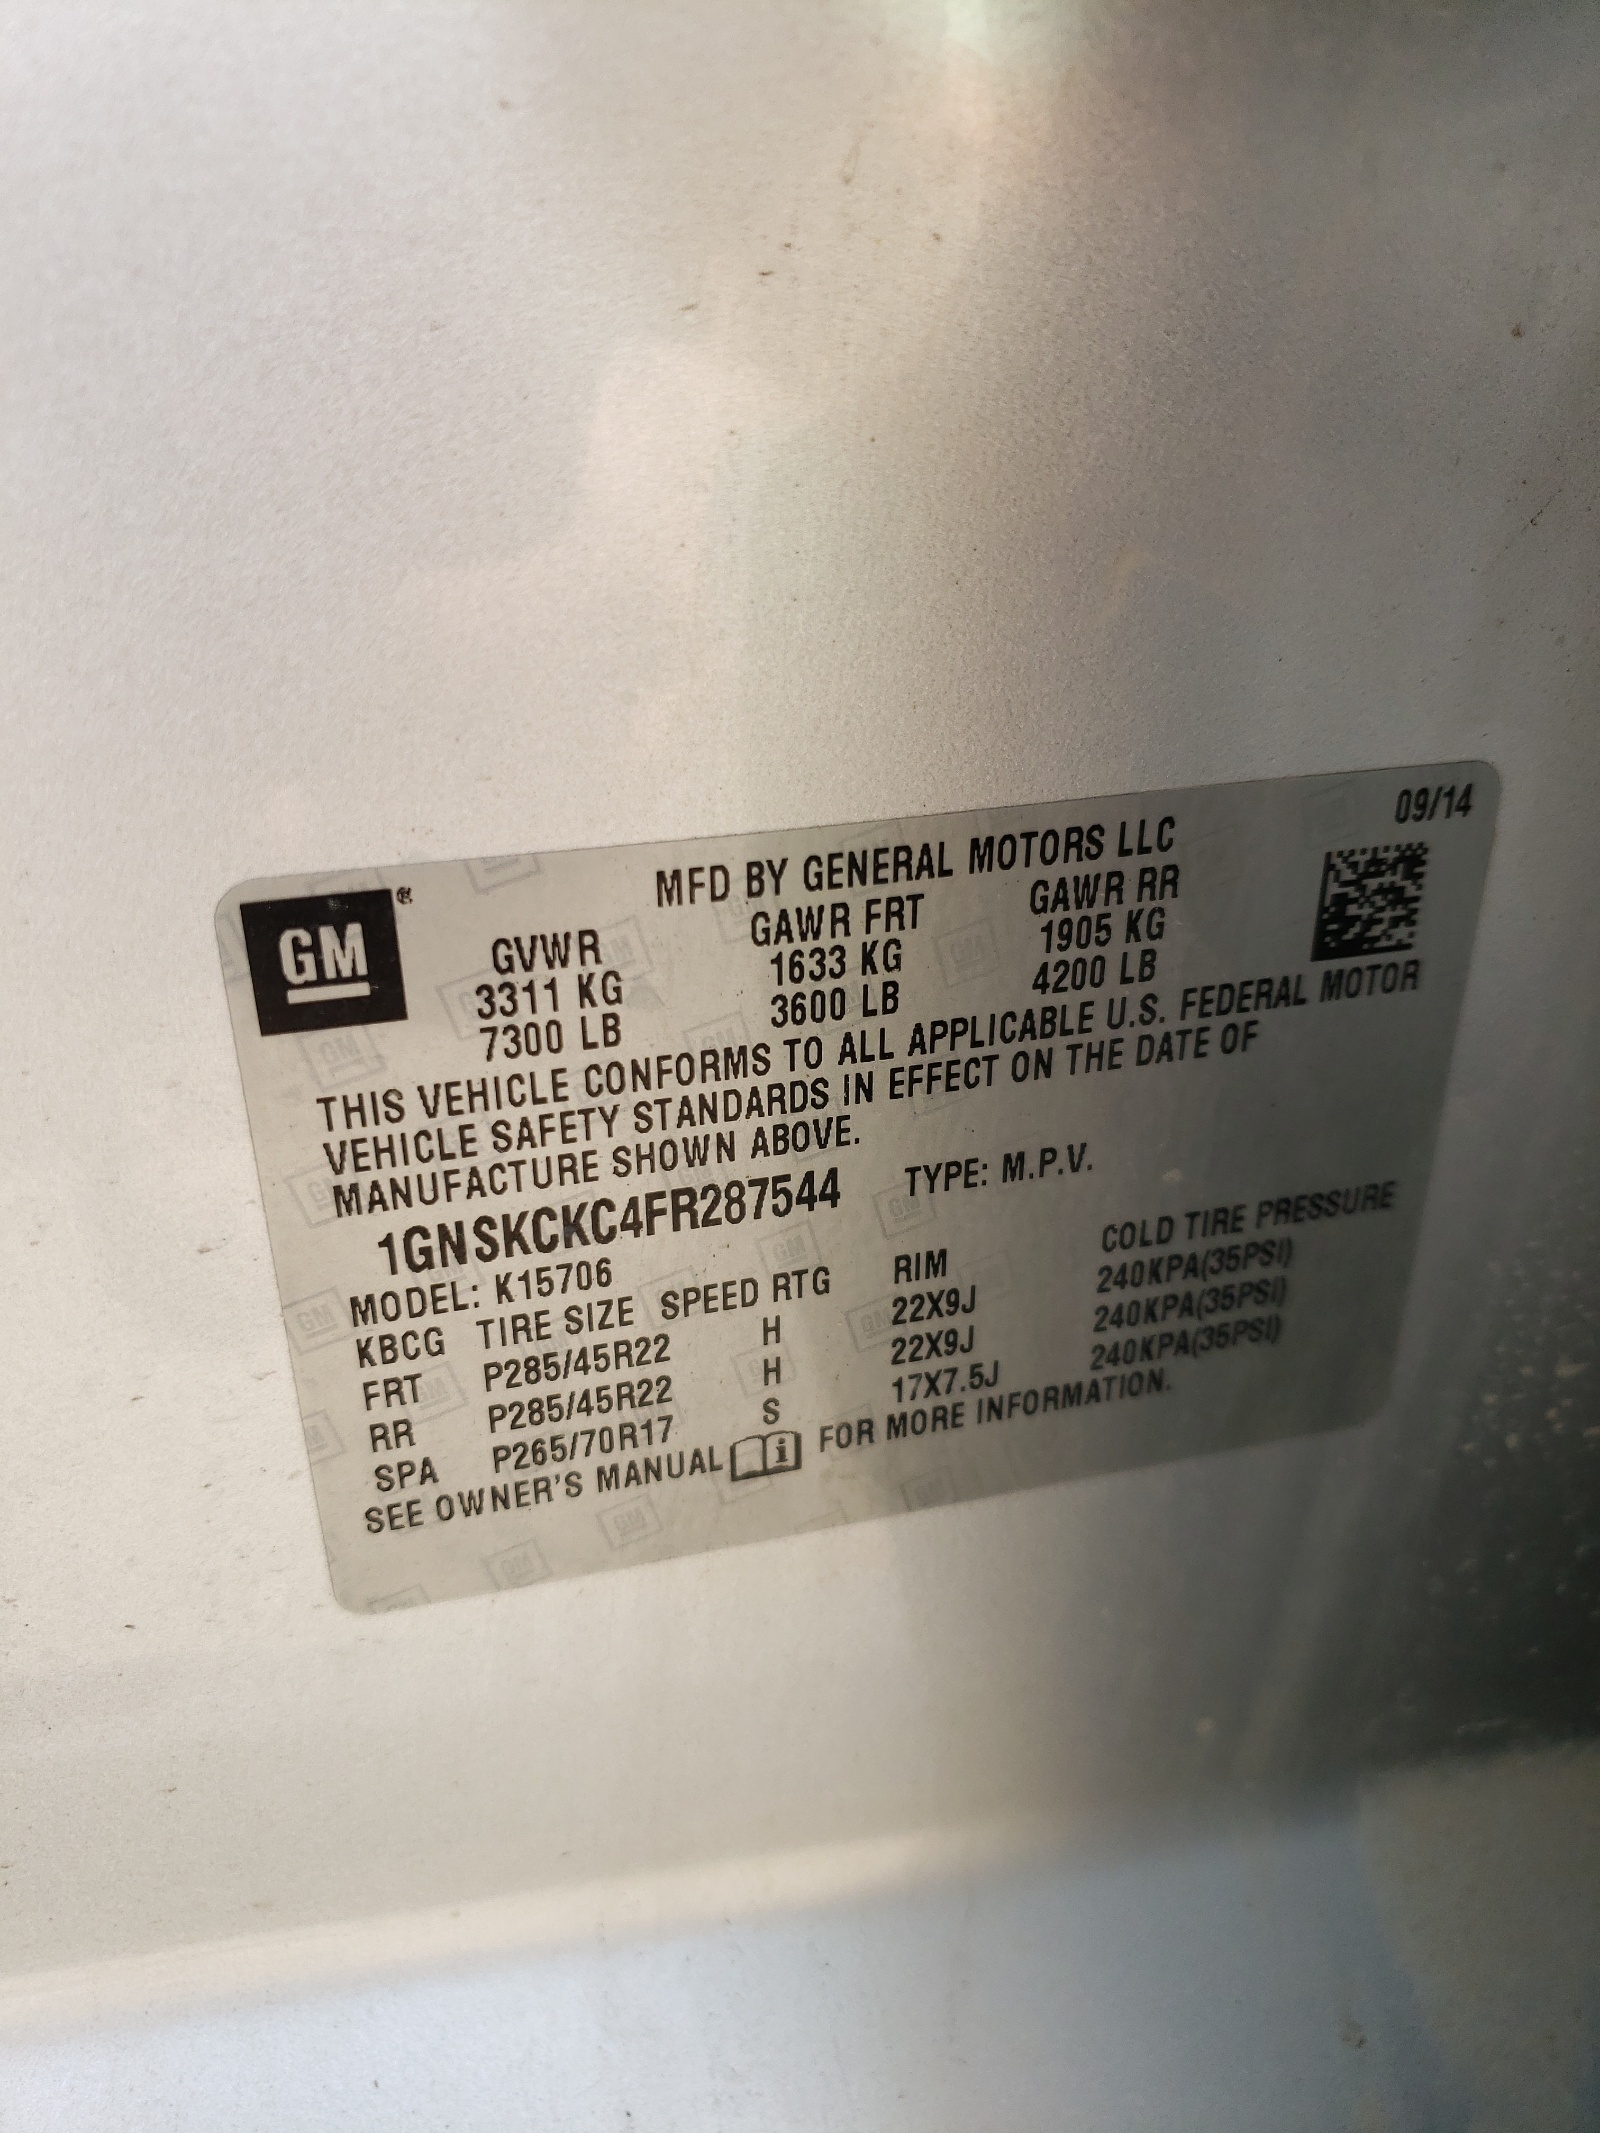 09/14
GM®
MFD BY GENERAL MOTORS LLC
GVWR GAWR FRT GAWR RR
3311 KG 1633 KG 1905 KG
7300 LB 3600 LB 4200 LB
THIS VEHICLE CONFORMS TO ALL APPLICABLE U.S. FEDERAL MOTOR
VEHICLE SAFETY STANDARDS IN EFFECT ON THE DATE OF
MANUFACTURE SHOWN ABOVE.
1GNSKCKC4FR287544 TYPE: M.P.V.
MODEL: K15706
KBCG TIRE SIZE SPEED RTG RIM COLD TIRE PRESSURE
FRT P285/45R22 H 22X9J 240KPA(35PSI)
RR P285/45R22 H 22X9J 240KPA(35PSI)
SPA P265/70R17 S 17X7.5J 240KPA(35PSI)
SEE OWNER'S MANUAL FOR MORE INFORMATION.